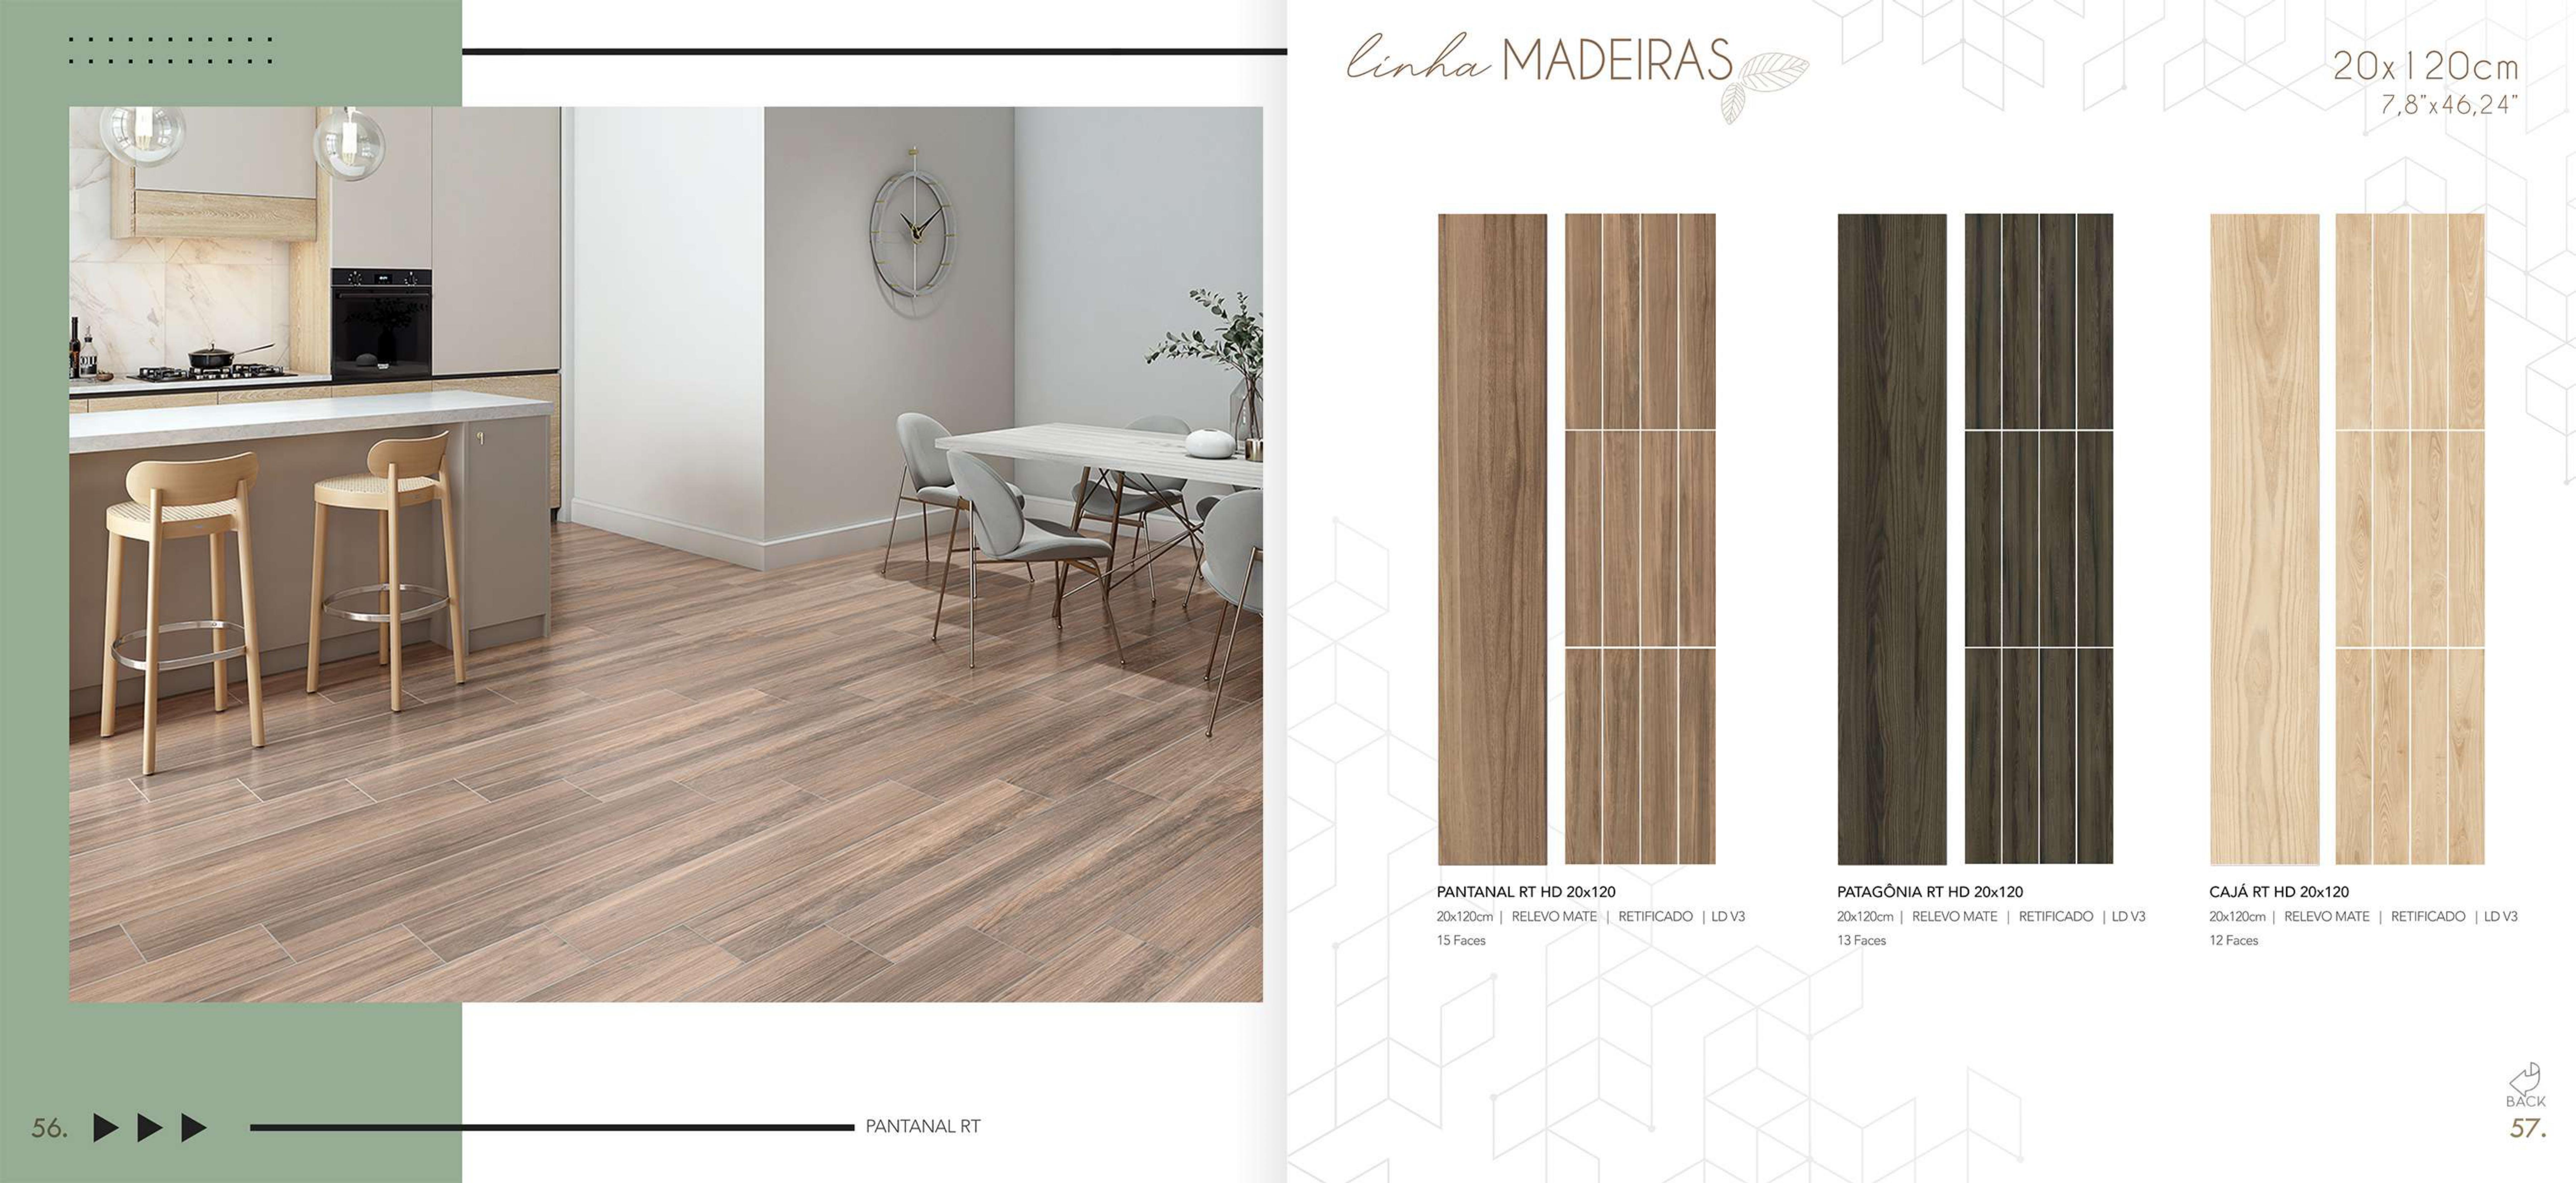 56.
PANTANAL RT
linha MADEIRAS
20x120cm
7,8"x46,24"
PANTANAL RT HD 20x120
20x120cm | RELEVO MATE | RETIFICADO | LD V3
15 Faces
PATAGÔNIA RT HD 20x120
20x120cm | RELEVO MATE | RETIFICADO | LD V3
13 Faces
CAJÁ RT HD 20x120
20x120cm | RELEVO MATE | RETIFICADO | LD V3
12 Faces
BACK
57.